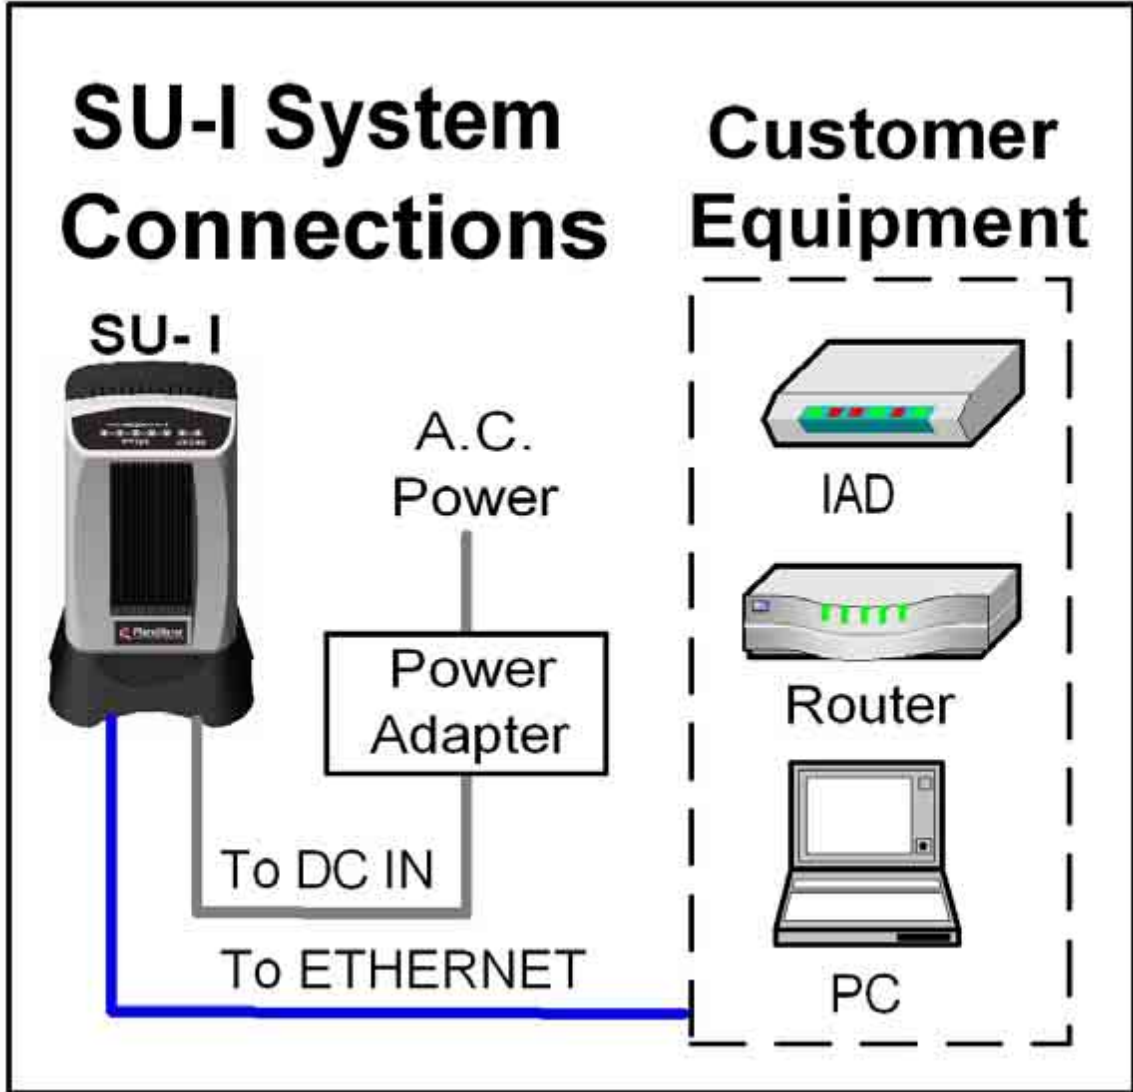 SU-I System
Connections
Customer
Equipment
SU- I
A.C.
Power
IAD
Power
Adapter
Router
To DC IN
To ETHERNET
PC